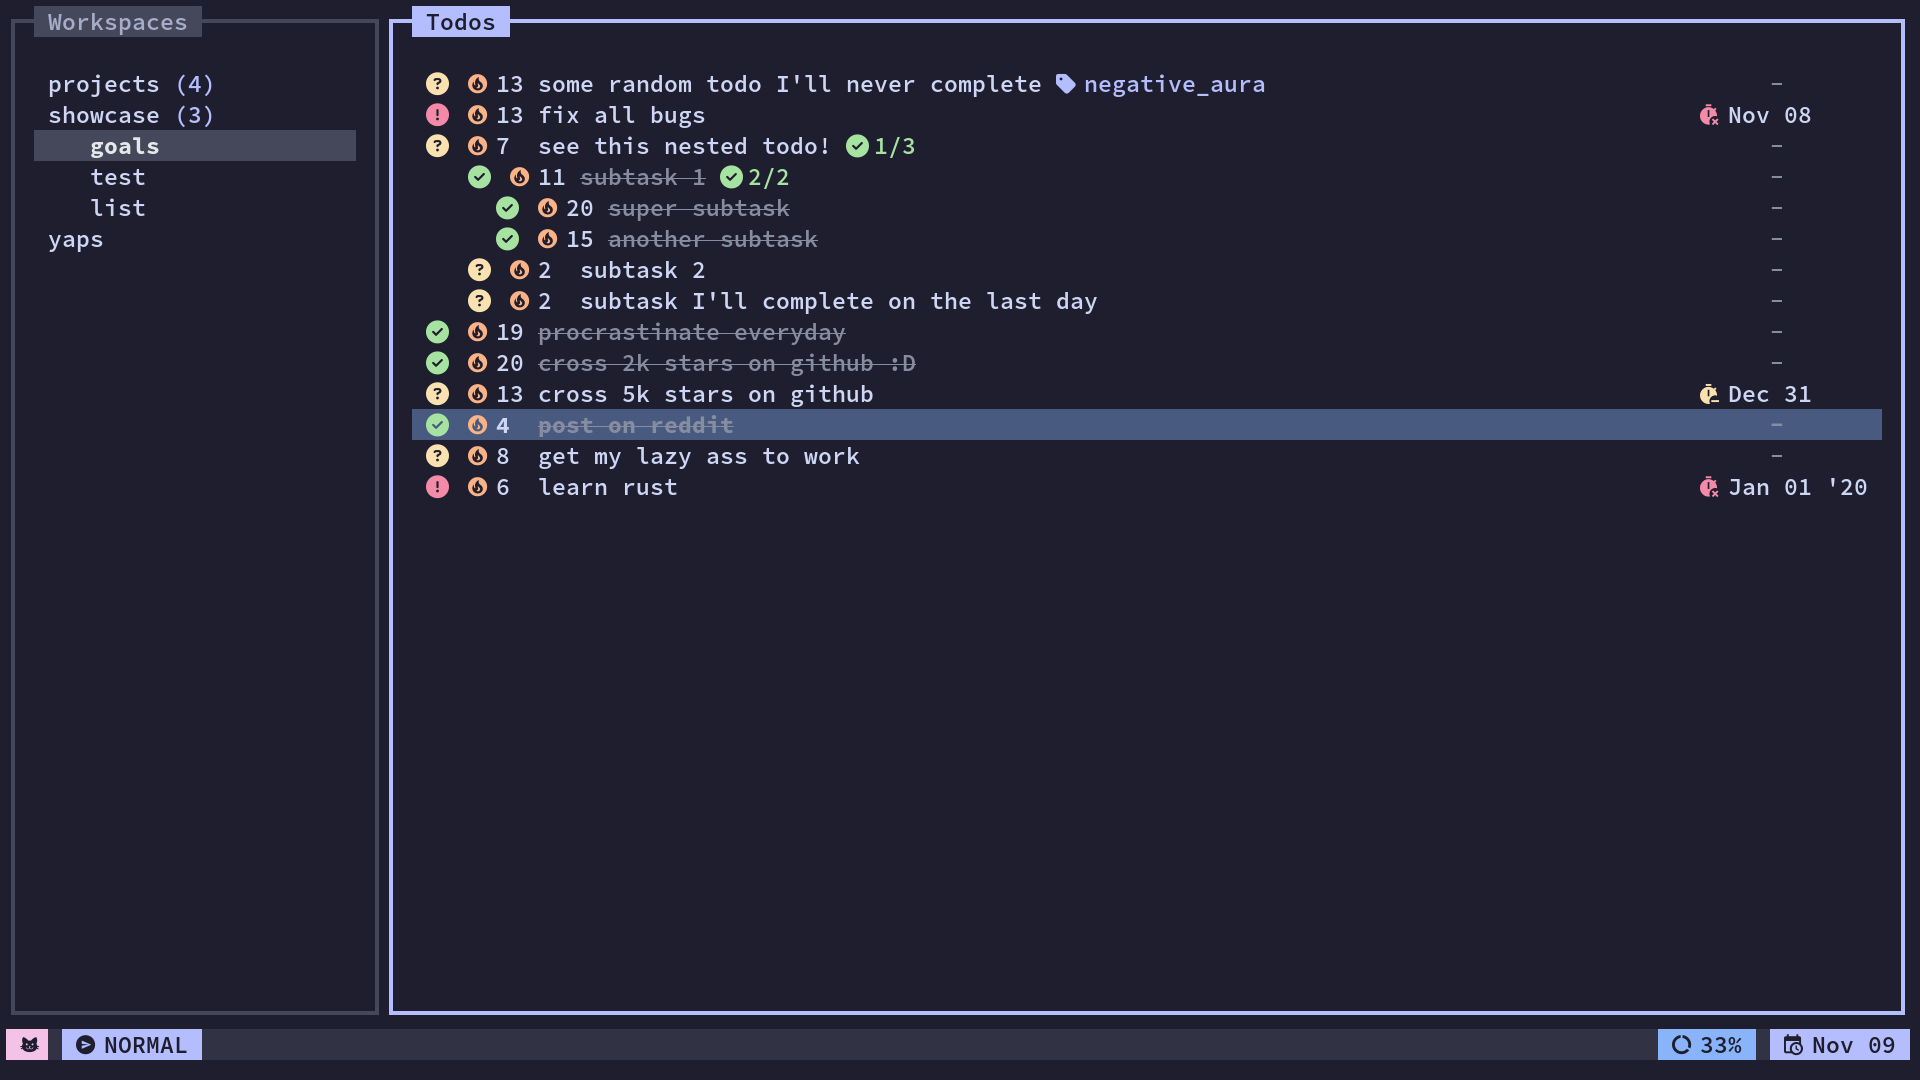 Workspaces
projects (4)
showcase (3)
goals
test
list
yaps
Todos
? 13 some random todo I'll never complete negative_aura –
! 13 fix all bugs Nov 08
? 7 see this nested todo! 1/3 –
11 subtask 1 2/2 –
20 super subtask –
15 another subtask –
? 2 subtask 2 –
? 2 subtask I'll complete on the last day –
19 procrastinate everyday –
20 cross 2k stars on github :D –
? 13 cross 5k stars on github Dec 31
4 post on reddit –
? 8 get my lazy ass to work –
! 6 learn rust Jan 01 '20
NORMAL 33% Nov 09